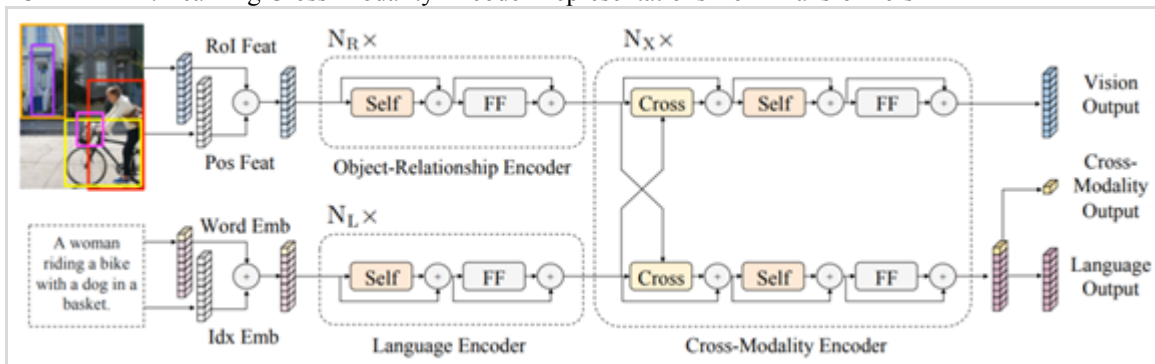 RoI Feat
Pos Feat
N_R ×
Self
FF
Object-Relationship Encoder
N_X ×
Cross
Self
FF
Vision
Output
Cross-
Modality
Output
A woman
riding a bike
with a dog in a
basket.
Word Emb
Idx Emb
N_L ×
Self
FF
Language Encoder
Cross
Self
FF
Cross-Modality Encoder
Language
Output